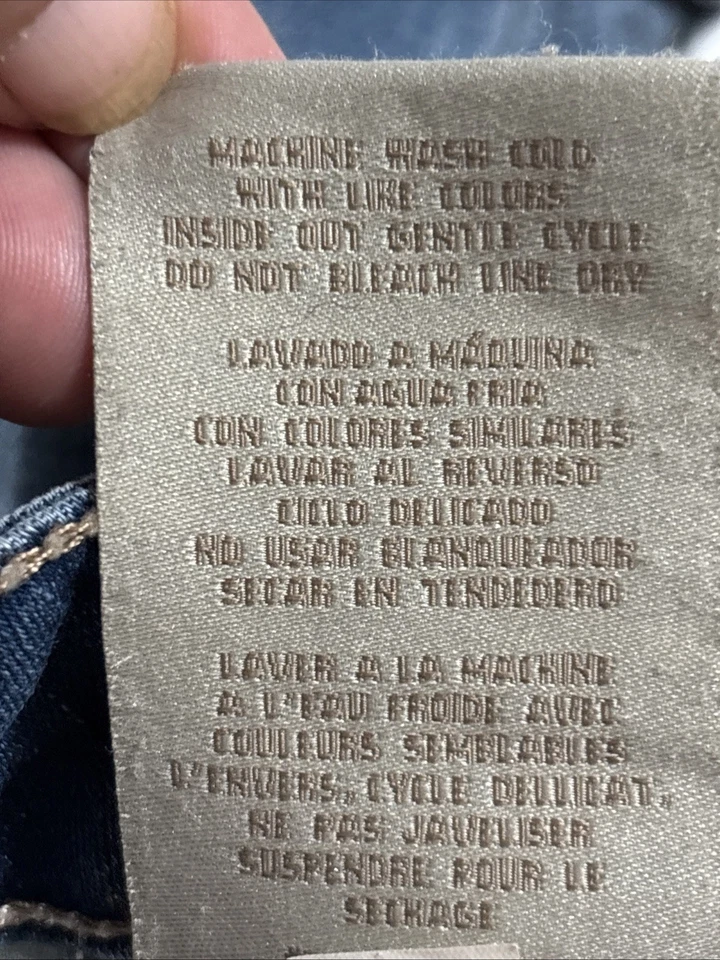 MACHINE WASH COLD
WITH LIKE COLORS
INSIDE OUT GENTLE CYCLE
DO NOT BLEACH LINE DRY
LAVADO A MÁQUINA
CON AGUA FRIA
CON COLORES SIMILARES
LAVAR AL REVERSO
CICLO DELICADO
NO USAR BLANQUEADOR
SECAR EN TENDEDERO
LAVER A LA MACHINE
A L'EAU FROIDE AVEC
COULEURS SEMBLABLES
L'ENVERS, CYCLE DELLICAT,
NE PAS JAVELISER
SUSPENDRE POUR LE
SECHAGE